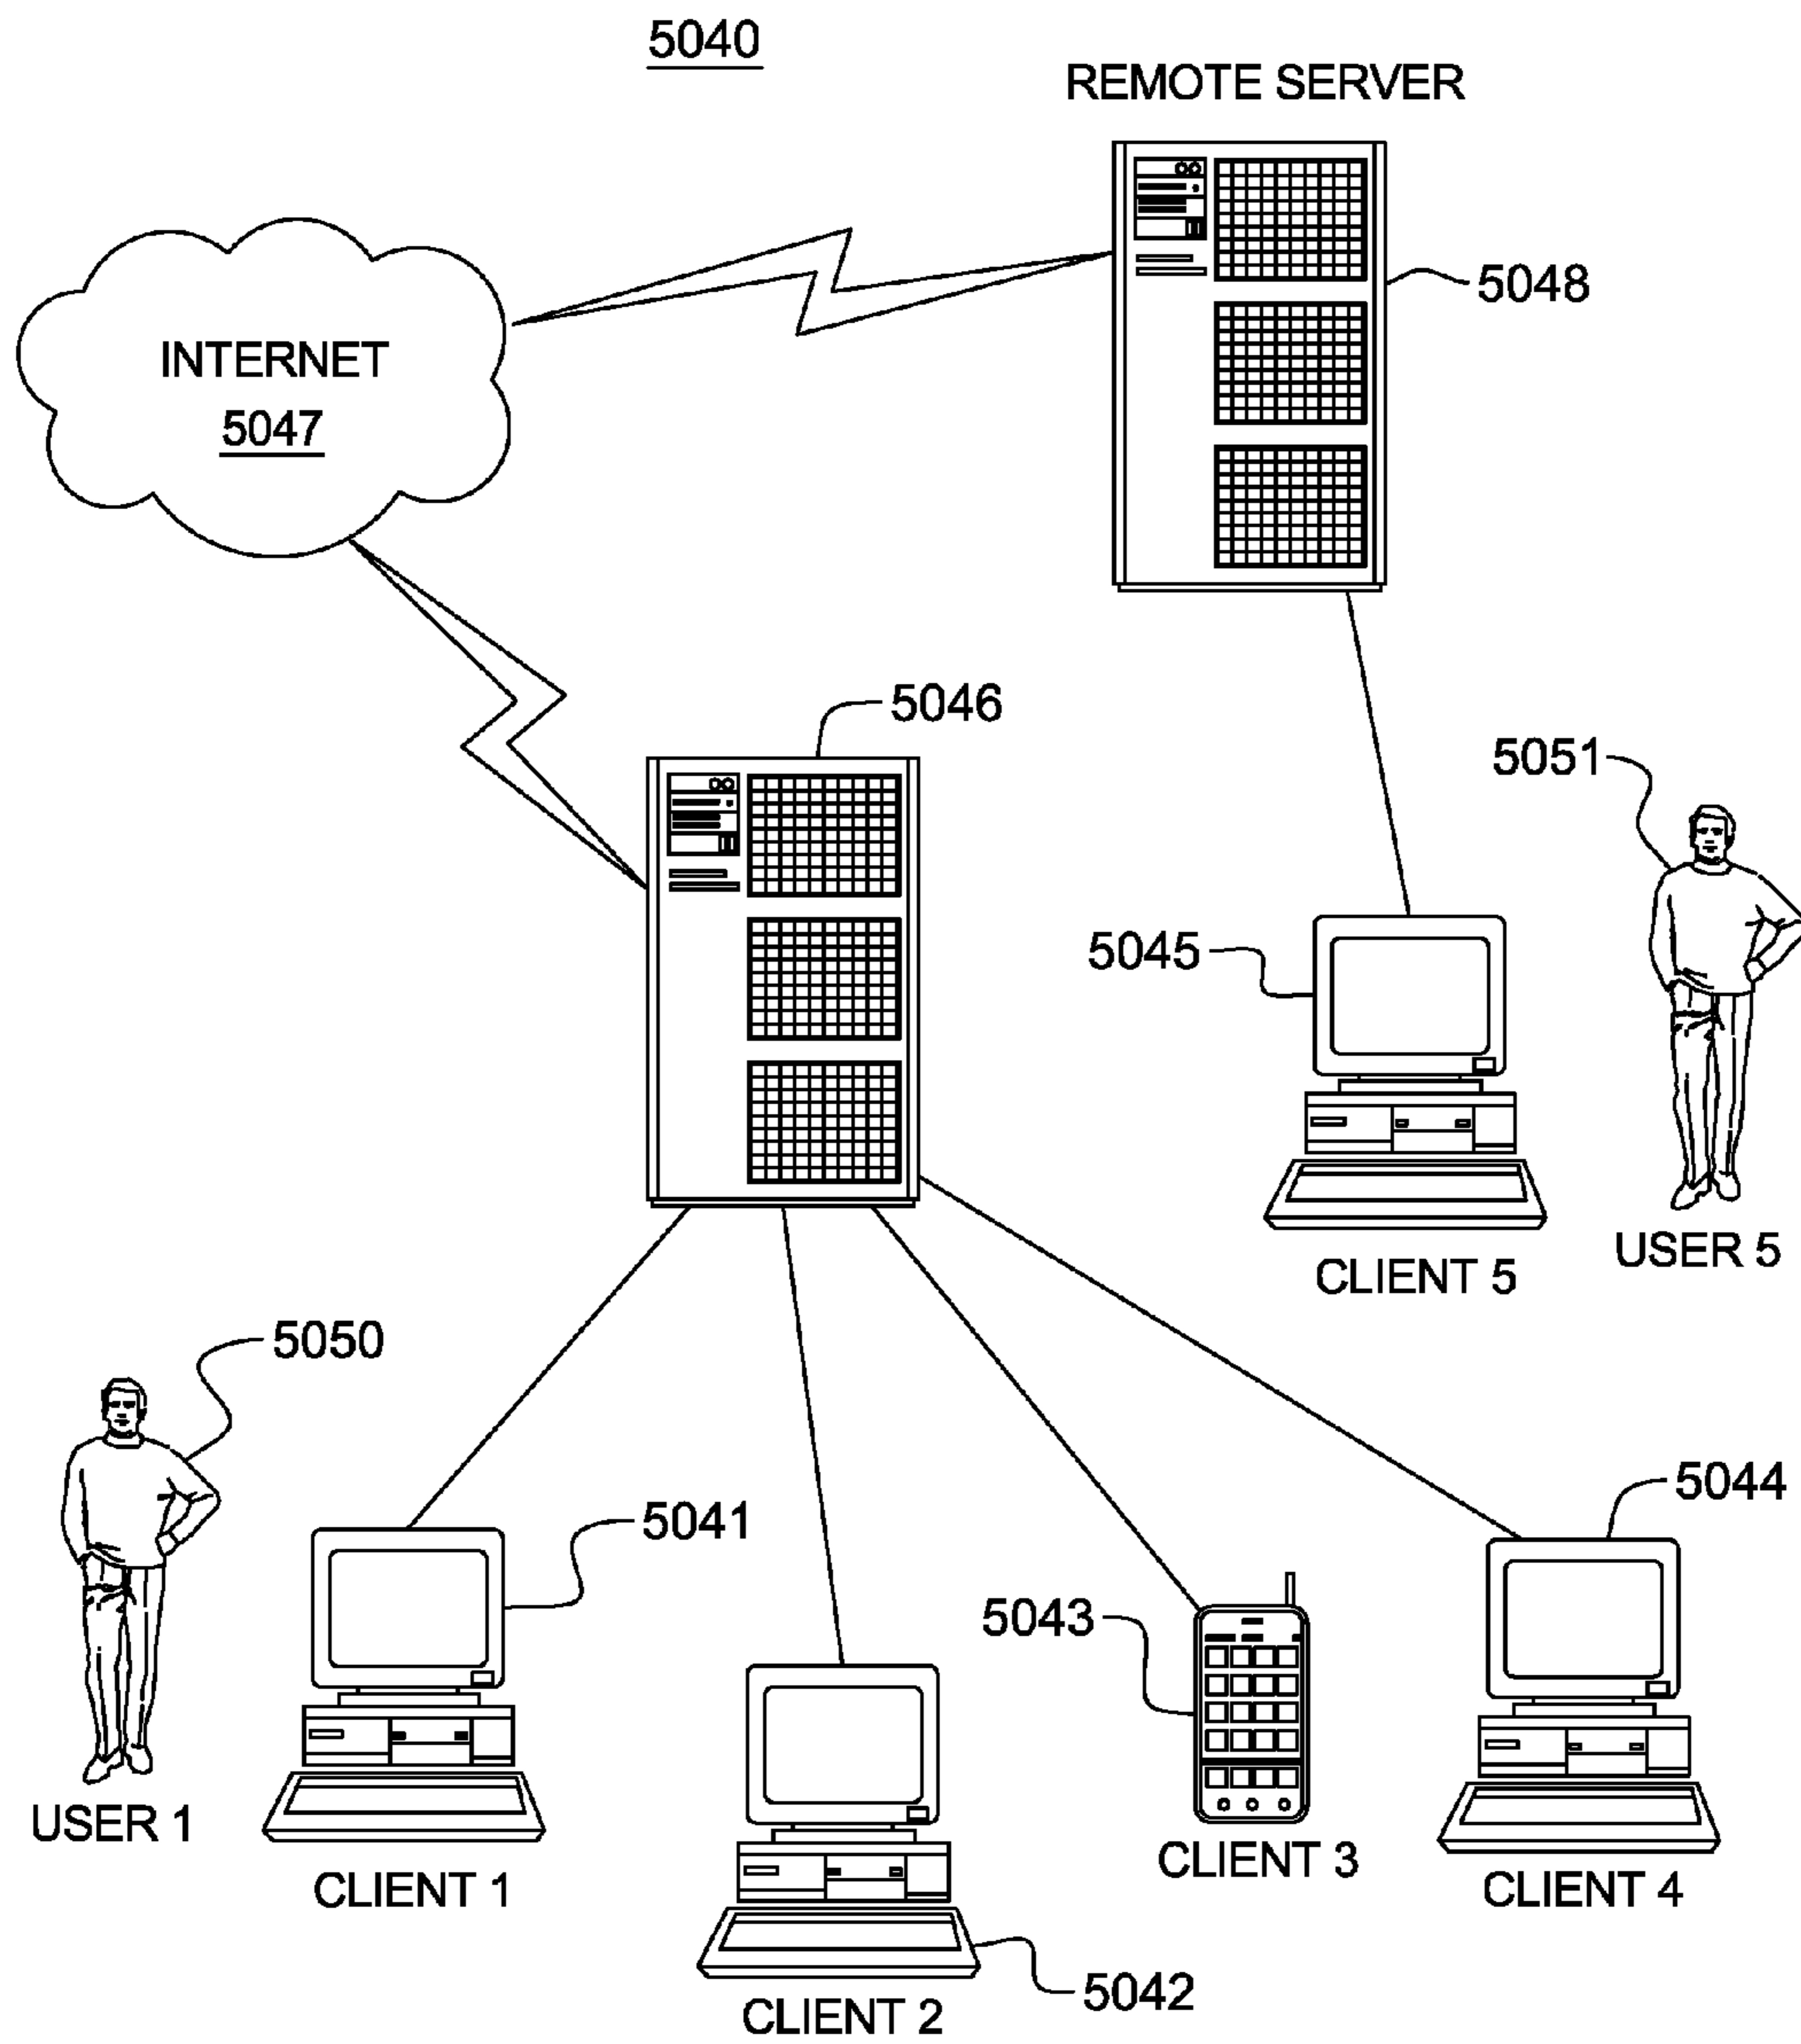 5040
REMOTE SERVER
INTERNET
5047
5048
5046
5051
5045
CLIENT 5
USER 5
5050
5041
5044
5043
USER 1
CLIENT 1
CLIENT 3
CLIENT 4
5042
CLIENT 2